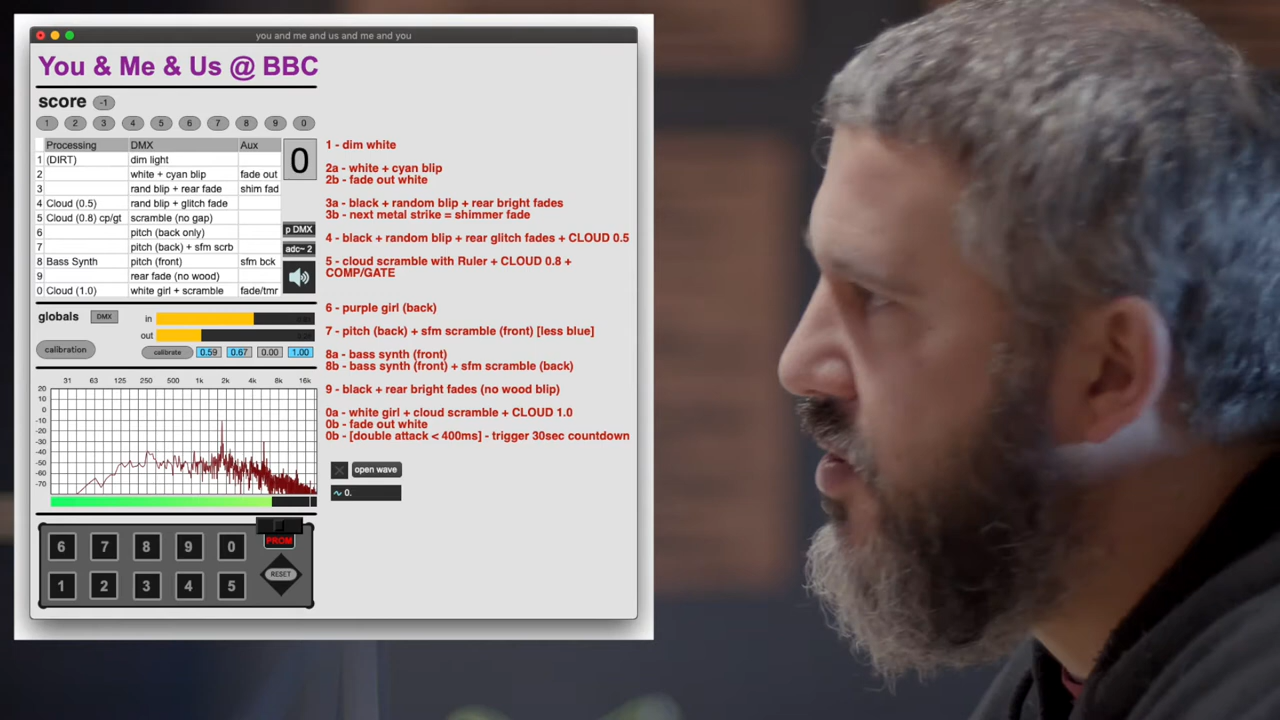 you and me and us and me and you
You & Me & Us @ BBC
score -1
1 2 3 4 5 6 7 8 9 0
Processing DMX Aux
1 (DIRT) dim light
2 white + cyan blip fade out
3 rand blip + rear fade shim fad
4 Cloud (0.5) rand blip + glitch fade
5 Cloud (0.8) cp/gt scramble (no gap)
6 pitch (back only)
7 pitch (back) + sfm scrb
8 Bass Synth pitch (front) sfm bck
9 rear fade (no wood)
0 Cloud (1.0) white girl + scramble fade/tmr
0
p DMX
adc~ 2
globals DMX in
out
calibration calibrate 0.59 0.67 0.00 1.00
31 63 125 250 500 1k 2k 4k 8k 16k
20
10
0
-10
-20
-30
-40
-50
-60
-70
6 7 8 9 0 PROM
1 2 3 4 5 RESET
1 - dim white
2a - white + cyan blip
2b - fade out white
3a - black + random blip + rear bright fades
3b - next metal strike = shimmer fade
4 - black + random blip + rear glitch fades + CLOUD 0.5
5 - cloud scramble with Ruler + CLOUD 0.8 +
COMP/GATE
6 - purple girl (back)
7 - pitch (back) + sfm scramble (front) [less blue]
8a - bass synth (front)
8b - bass synth (front) + sfm scramble (back)
9 - black + rear bright fades (no wood blip)
0a - white girl + cloud scramble + CLOUD 1.0
0b - fade out white
0b - [double attack < 400ms] - trigger 30sec countdown
open wave
0.